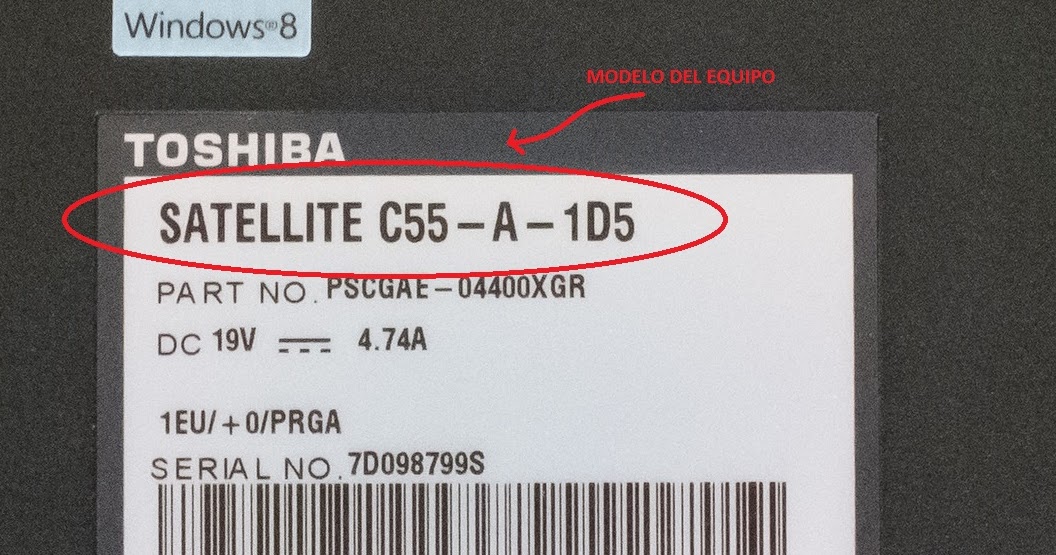 Windows®8
MODELO DEL EQUIPO
TOSHIBA
SATELLITE C55-A-1D5
PART NO. PSCGAE-04400XGR
DC 19V 4.74A
1EU/+0/PRGA
SERIAL NO. 7D098799S